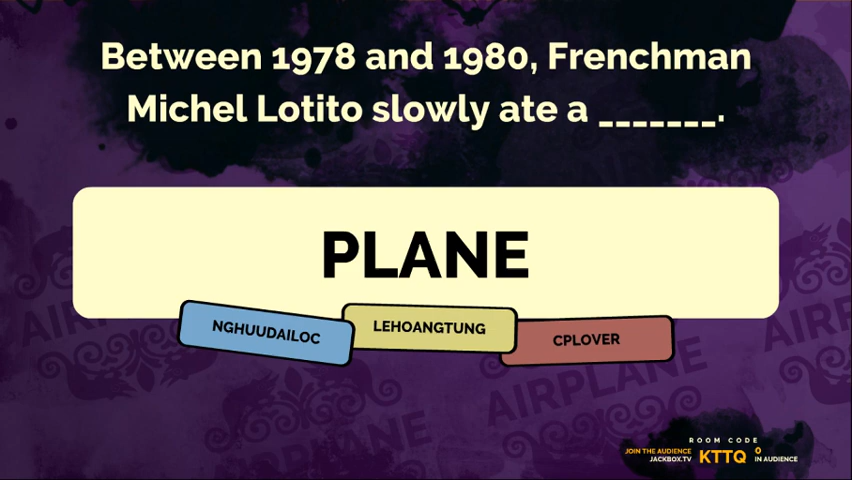 Between 1978 and 1980, Frenchman
Michel Lotito slowly ate a _______.
PLANE
NGHUUDAILOC
LEHOANGTUNG
CPLOVER
AIRPLANE
ROOM CODE
JOIN THE AUDIENCE
JACKBOX.TV
KTTQ
0
IN AUDIENCE